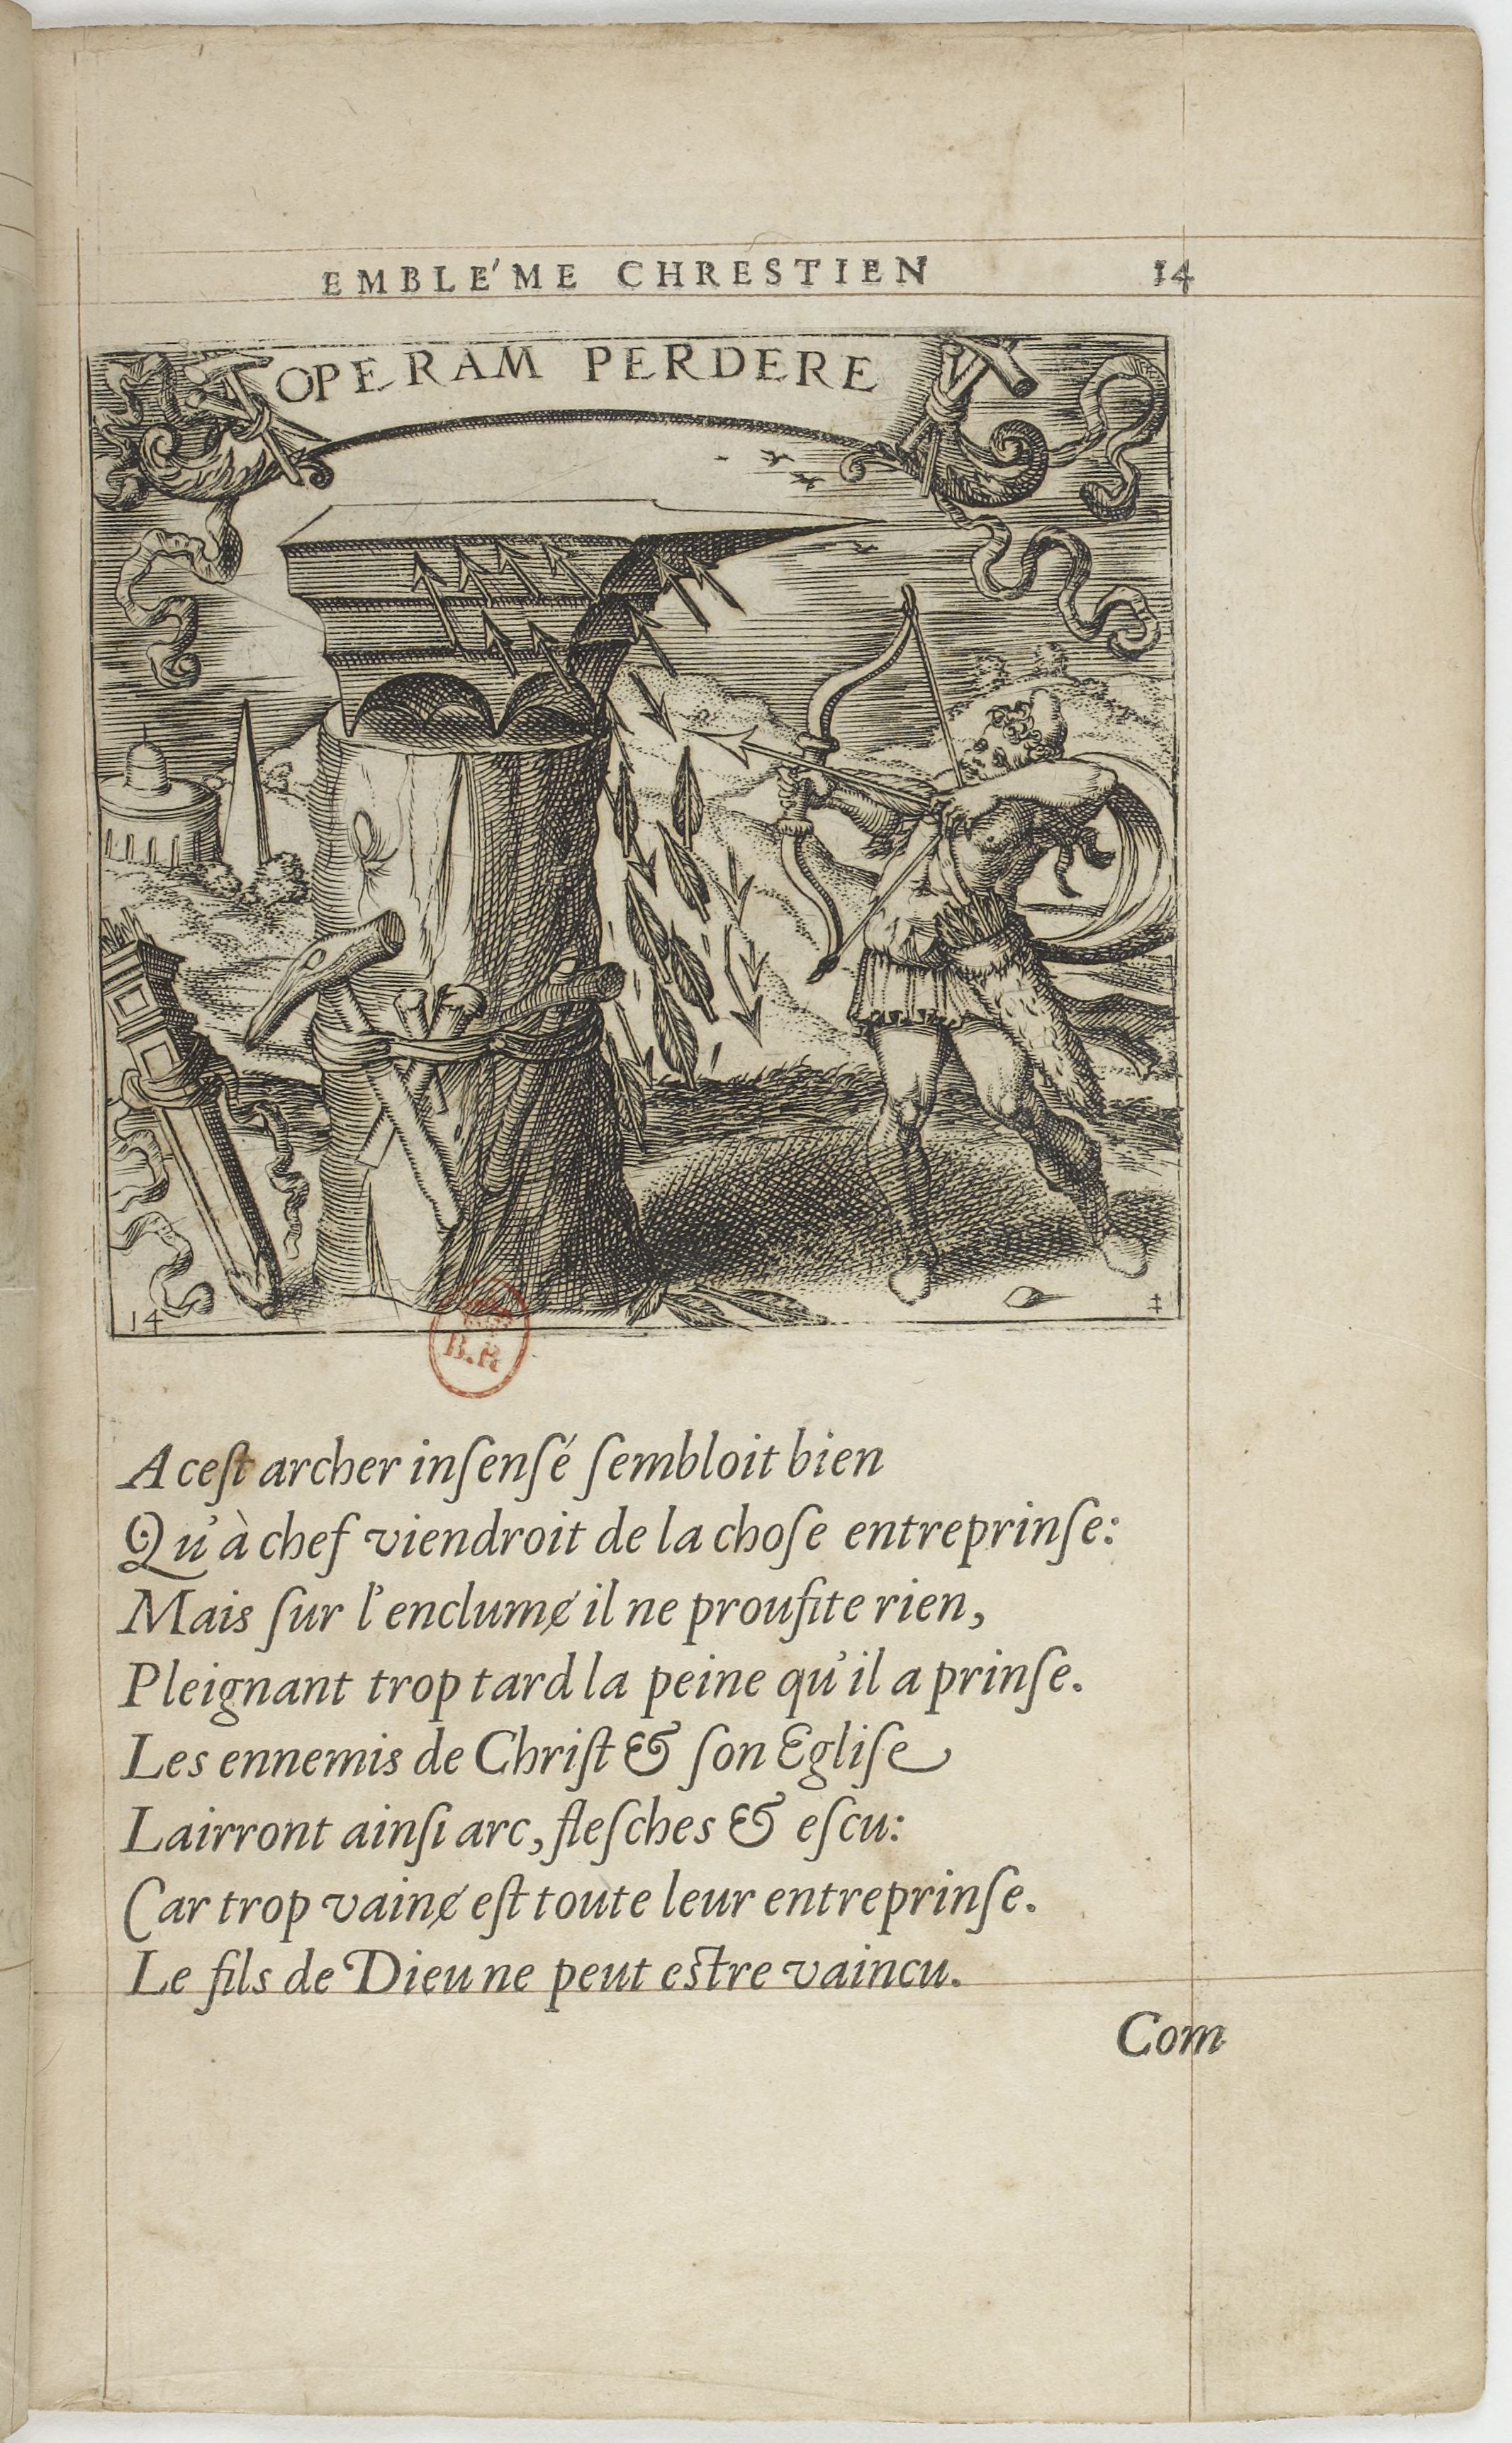 EMBLE'ME CHRESTIEN 14
OPERAM PERDERE
14
B.R
A ceſt archer inſenſé ſembloit bien
Qu'à chef viendroit de la choſe entreprinſe:
Mais ſur l'enclumɇ il ne proufite rien,
Pleignant trop tard la peine qu'il a prinſe.
Les ennemis de Chriſt & ſon Egliſe
Lairront ainſi arc, fleſches & eſcu:
Car trop vainɇ eſt toute leur entreprinſe.
Le fils de Dieu ne peut eſtre vaincu.
Com